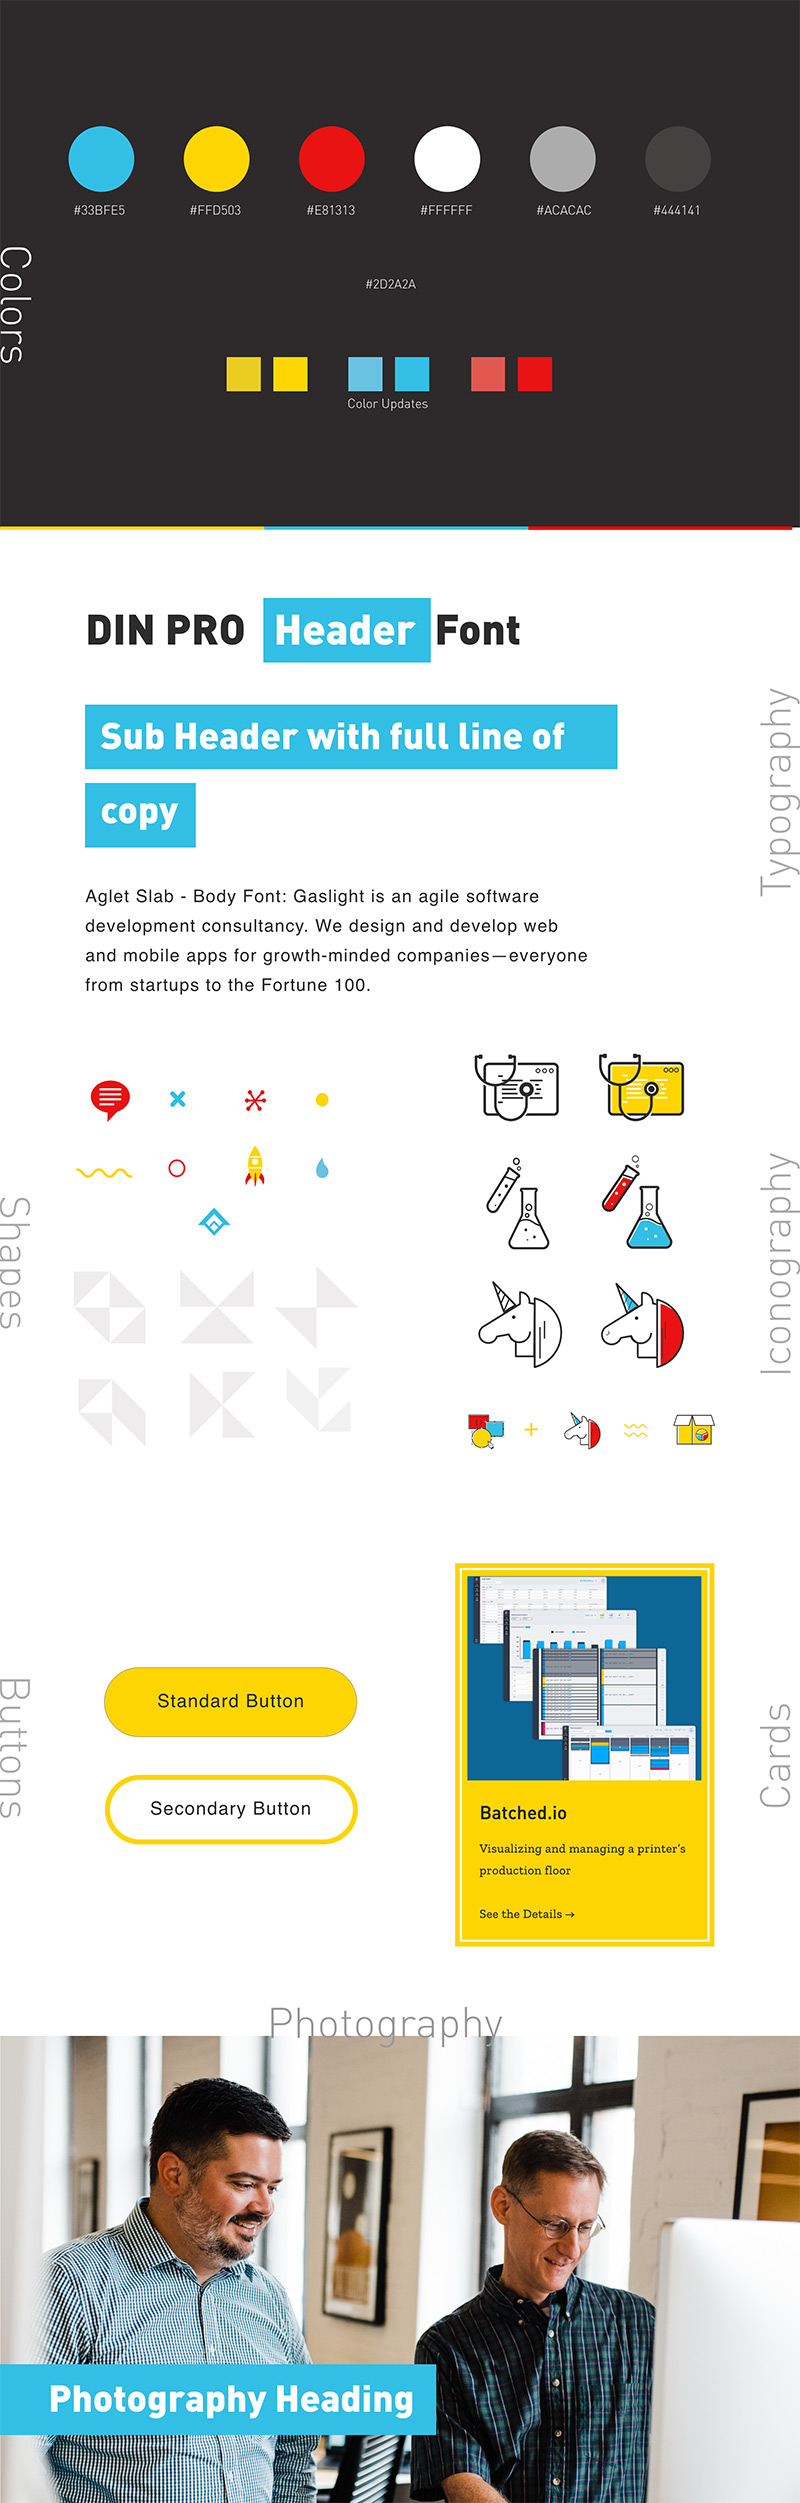 #33BFE5
#FFD503
#E81313
#FFFFFF
#ACACAC
#444141
Colors
#2D2A2A
Color Updates
DIN PRO Header Font
Sub Header with full line of
copy
Typography
Aglet Slab - Body Font: Gaslight is an agile software
development consultancy. We design and develop web
and mobile apps for growth-minded companies—everyone
from startups to the Fortune 100.
Shapes
Iconography
Buttons
Standard Button
Secondary Button
Cards
Batched.io
Visualizing and managing a printer’s
production floor
See the Details →
Photography
Photography Heading